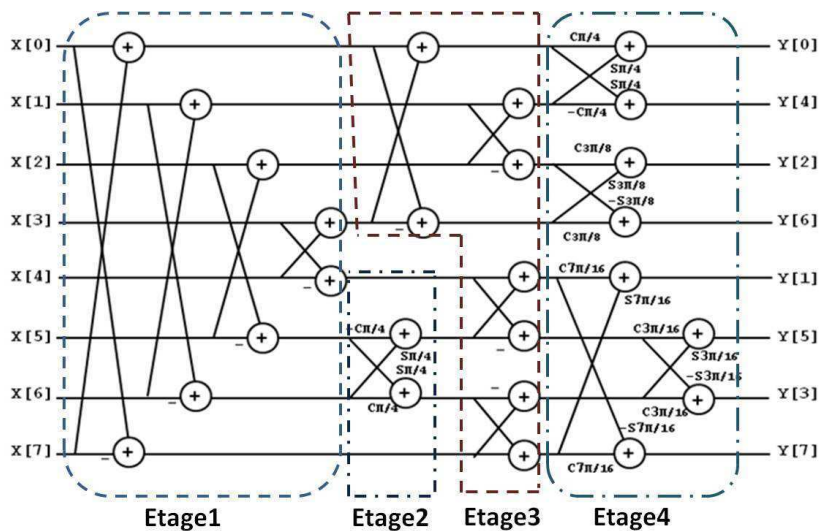 X[0] + + Cπ/4 + Y[0]
Sπ/4
Sπ/4
X[1] + + -Cπ/4 + Y[4]
X[2] + - + C3π/8 + Y[2]
S3π/8
-S3π/8
X[3] + - + C3π/8 + Y[6]
X[4] - + + C7π/16 + Y[1]
S7π/16
X[5] - + -Cπ/4 + - + C3π/16 + Y[5]
Sπ/4 S3π/16
Sπ/4 -S3π/16
X[6] - + Cπ/4 + - + C3π/16 + Y[3]
-S7π/16
X[7] - + + C7π/16 + Y[7]
Etage1 Etage2 Etage3 Etage4